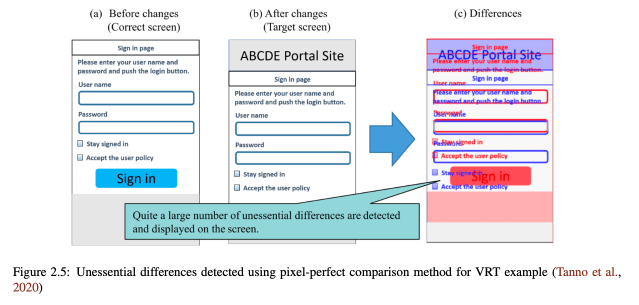 (a) Before changes
(Correct screen)
(b) After changes
(Target screen)
(c) Differences
Sign in page
Please enter your user name and
password and push the login button.
User name
Password
Stay signed in
Accept the user policy
Sign in
ABCDE Portal Site
Sign in page
Please enter your user name and
password and push the login button.
User name
Password
Stay signed in
Accept the user policy
Sign in page
ABCDE Portal Site
Please enter your user name and
password and push the login button.
Sign in page
User name
Please enter your user name and
password and push the login button.
Password
User name
Stay signed in
Password
Accept the user policy
Stay signed in
Sign in
Accept the user policy
Quite a large number of unessential differences are detected
and displayed on the screen.
Figure 2.5: Unessential differences detected using pixel-perfect comparison method for VRT example (Tanno et al.,
2020)